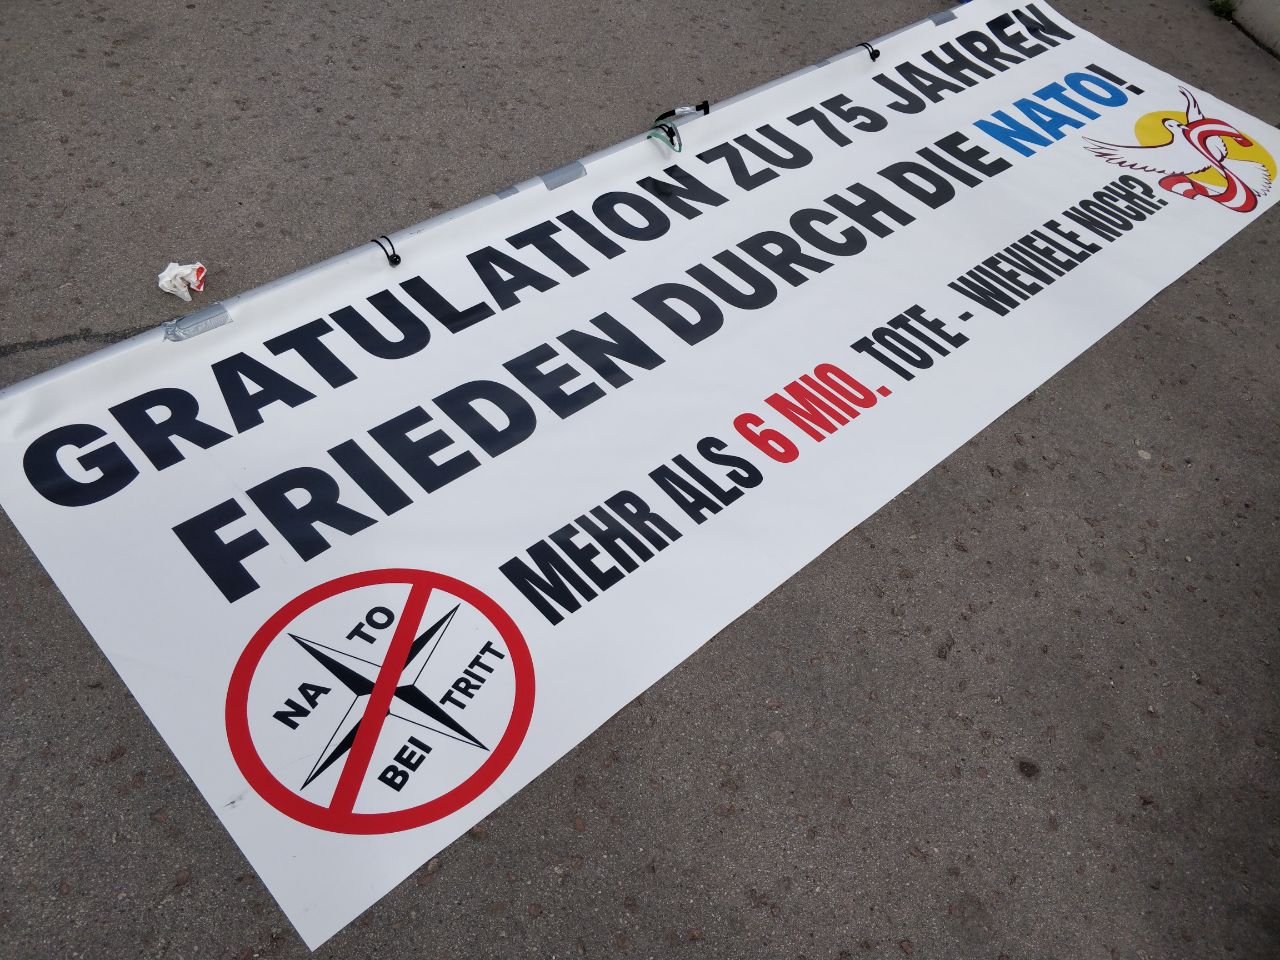 GRATULATION ZU 75 JAHREN
FRIEDEN DURCH DIE NATO!
MEHR ALS 6 MIO. TOTE - WIEVIELE NOCH?
NA TO
BEI TRITT